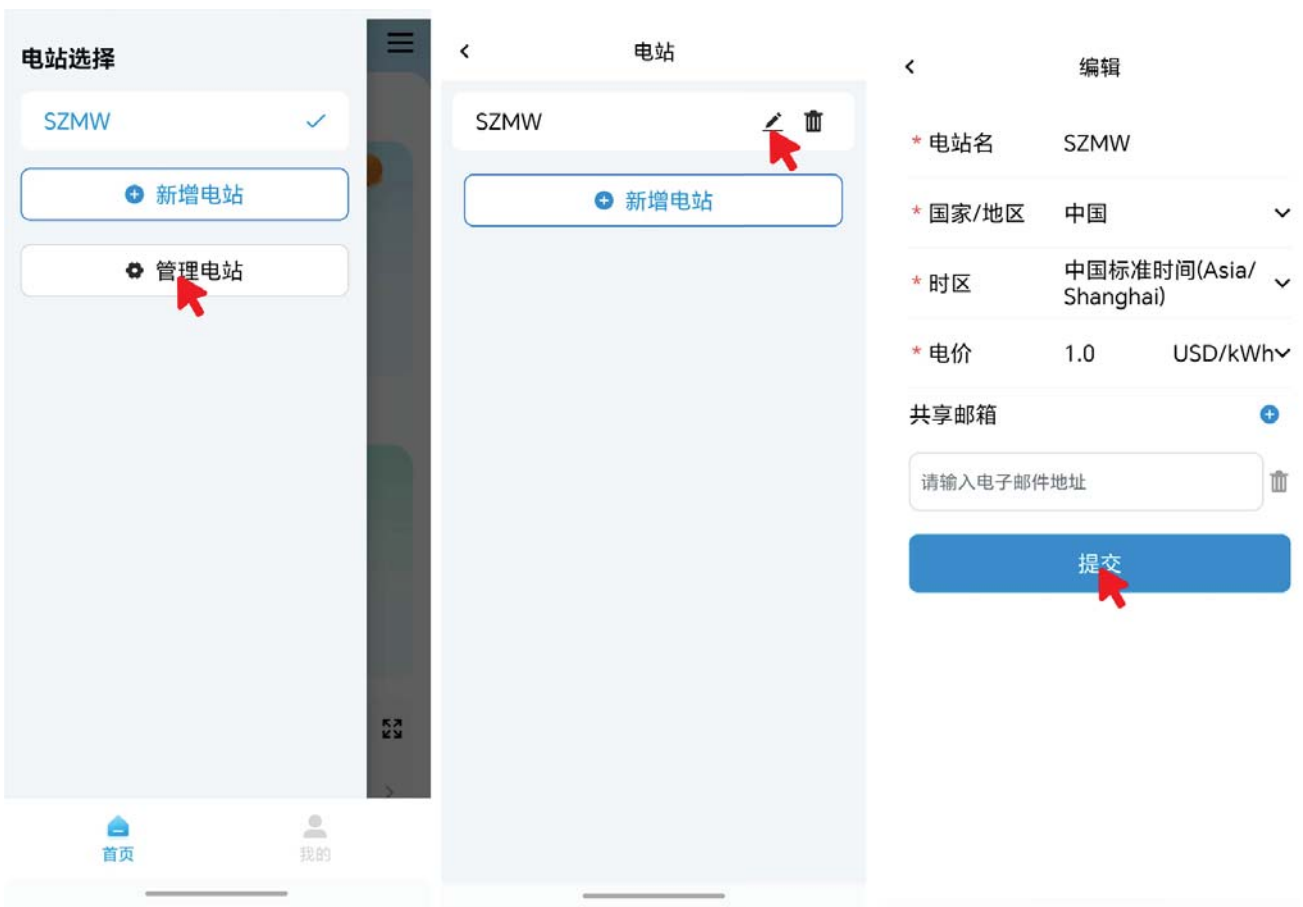 电站选择
SZMW
新增电站
管理电站
首页
我的
电站
SZMW
新增电站
编辑
* 电站名 SZMW
* 国家/地区 中国
* 时区 中国标准时间(Asia/
Shanghai)
* 电价 1.0 USD/kWh
共享邮箱
请输入电子邮件地址
提交